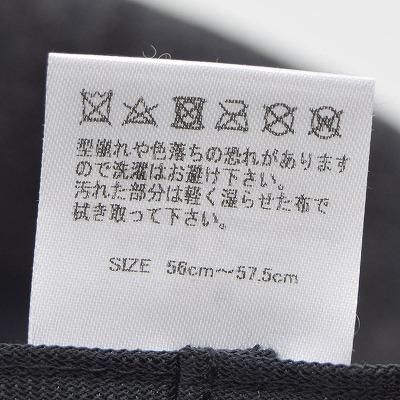 型崩れや色落ちの恐れがあります
ので洗濯はお避け下さい。
汚れた部分は軽く湿らせた布で
拭き取って下さい。
SIZE 56cm～57.5cm